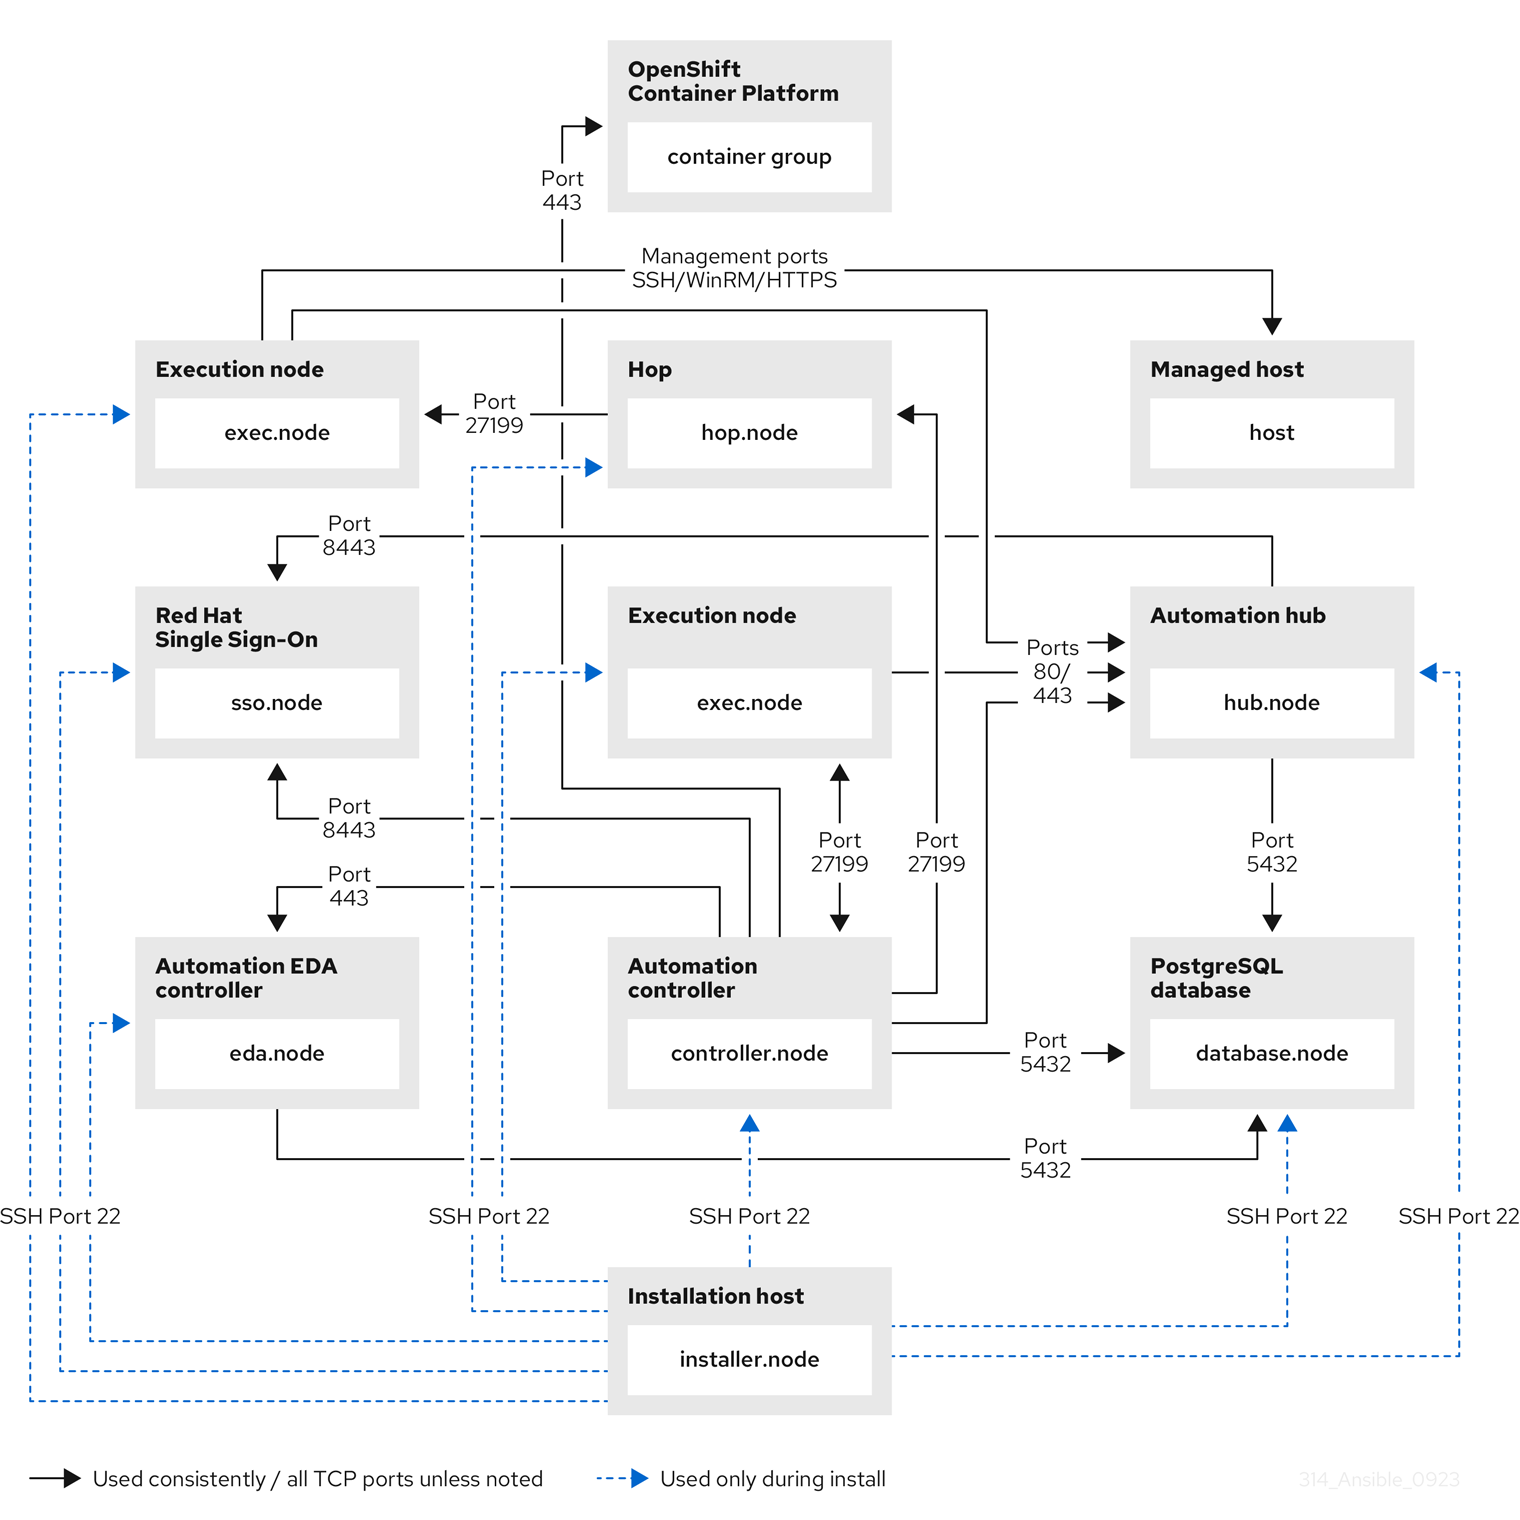 OpenShift
Container Platform
container group
Port
443
Management ports
SSH/WinRM/HTTPS
Execution node
exec.node
Port
27199
Hop
hop.node
Managed host
host
Port
8443
Red Hat
Single Sign-On
sso.node
Execution node
exec.node
Ports
80/
443
Automation hub
hub.node
Port
8443
Port
27199
Port
27199
Port
5432
Port
443
Automation EDA
controller
eda.node
Automation
controller
controller.node
Port
5432
PostgreSQL
database
database.node
Port
5432
SSH Port 22
SSH Port 22
SSH Port 22
SSH Port 22
SSH Port 22
Installation host
installer.node
Used consistently / all TCP ports unless noted
Used only during install
314_Ansible_0923